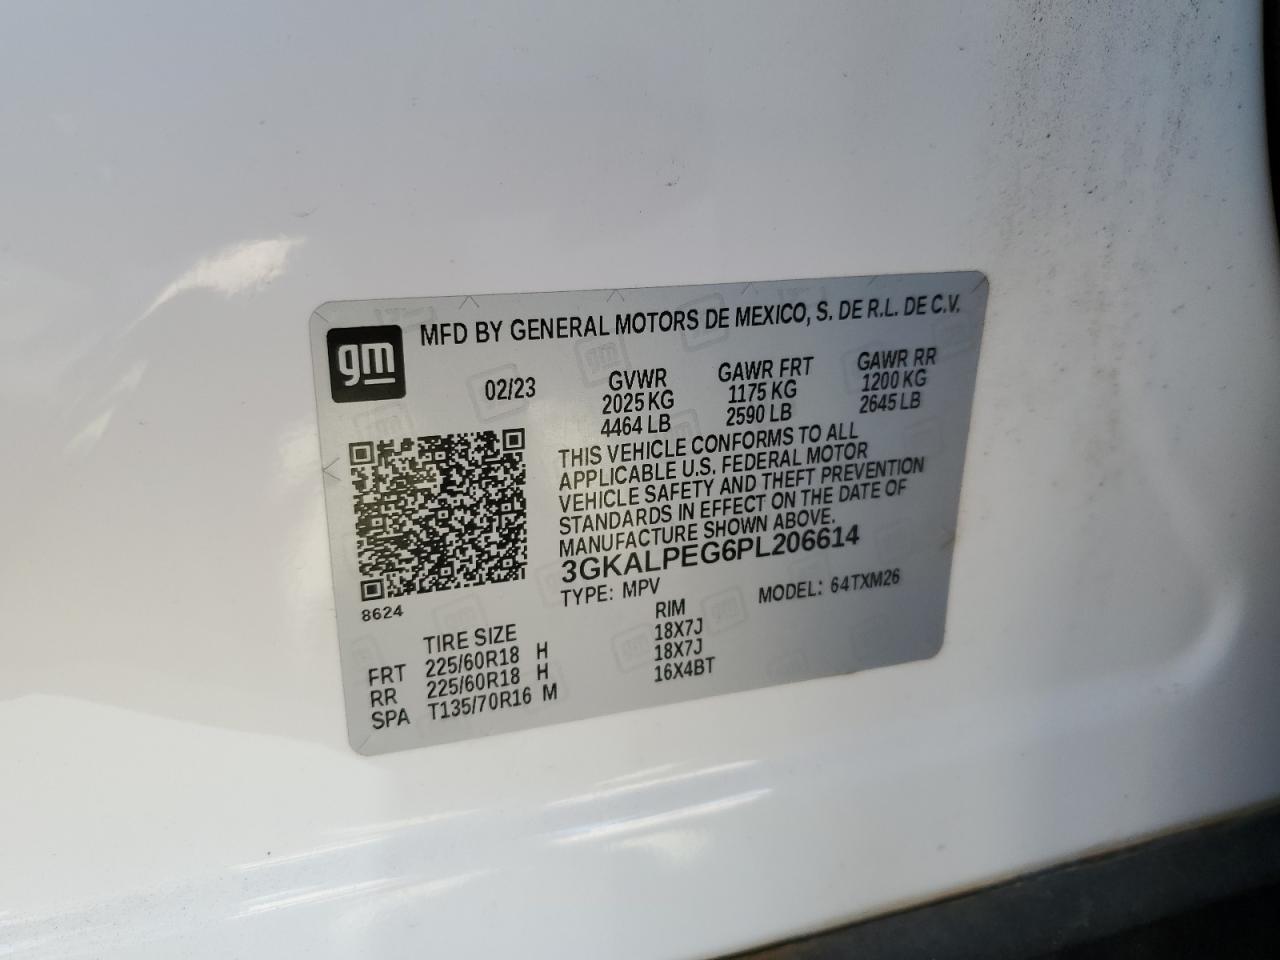 gm
MFD BY GENERAL MOTORS DE MEXICO, S. DE R.L. DE C.V.
02/23 GVWR GAWR FRT GAWR RR
2025 KG 1175 KG 1200 KG
4464 LB 2590 LB 2645 LB
THIS VEHICLE CONFORMS TO ALL
APPLICABLE U.S. FEDERAL MOTOR
VEHICLE SAFETY AND THEFT PREVENTION
STANDARDS IN EFFECT ON THE DATE OF
MANUFACTURE SHOWN ABOVE.
3GKALPEG6PL206614
TYPE: MPV MODEL: 64TXM26
8624
TIRE SIZE RIM
FRT 225/60R18 H 18X7J
RR 225/60R18 H 18X7J
SPA T135/70R16 M 16X4BT